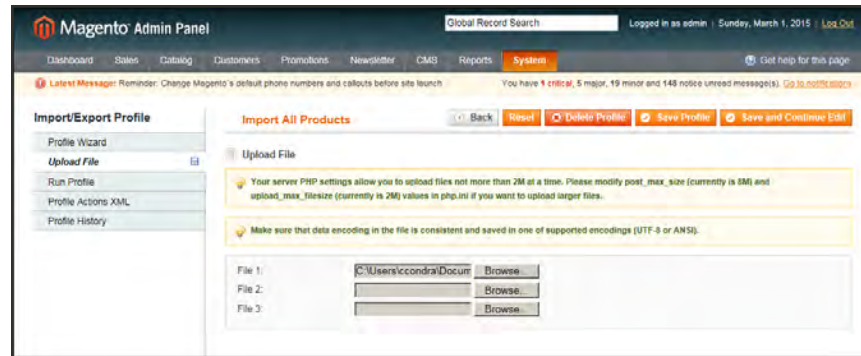 Magento Admin Panel
Global Record Search
Logged in as admin | Sunday, March 1, 2015 | Log Out
Dashboard Sales Catalog Customers Promotions Newsletter CMS Reports System
Get help for this page
Latest Message: Reminder: Change Magento's default phone numbers and callouts before site launch
You have 1 critical, 5 major, 19 minor and 148 notice unread message(s). Go to notifications
Import/Export Profile
Profile Wizard
Upload File
Run Profile
Profile Actions XML
Profile History
Import All Products
Back Reset Delete Profile Save Profile Save and Continue Edit
Upload File
Your server PHP settings allow you to upload files not more than 2M at a time. Please modify post_max_size (currently is 8M) and
upload_max_filesize (currently is 2M) values in php.ini if you want to upload larger files.
Make sure that data encoding in the file is consistent and saved in one of supported encodings (UTF-8 or ANSI).
File 1: C:\Users\ccondra\Docum Browse...
File 2: Browse...
File 3: Browse...